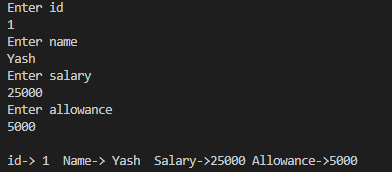 Enter id
1
Enter name
Yash
Enter salary
25000
Enter allowance
5000
id-> 1  Name-> Yash  Salary->25000 Allowance->5000